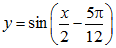 y = sin(x/2 − 5π/12)